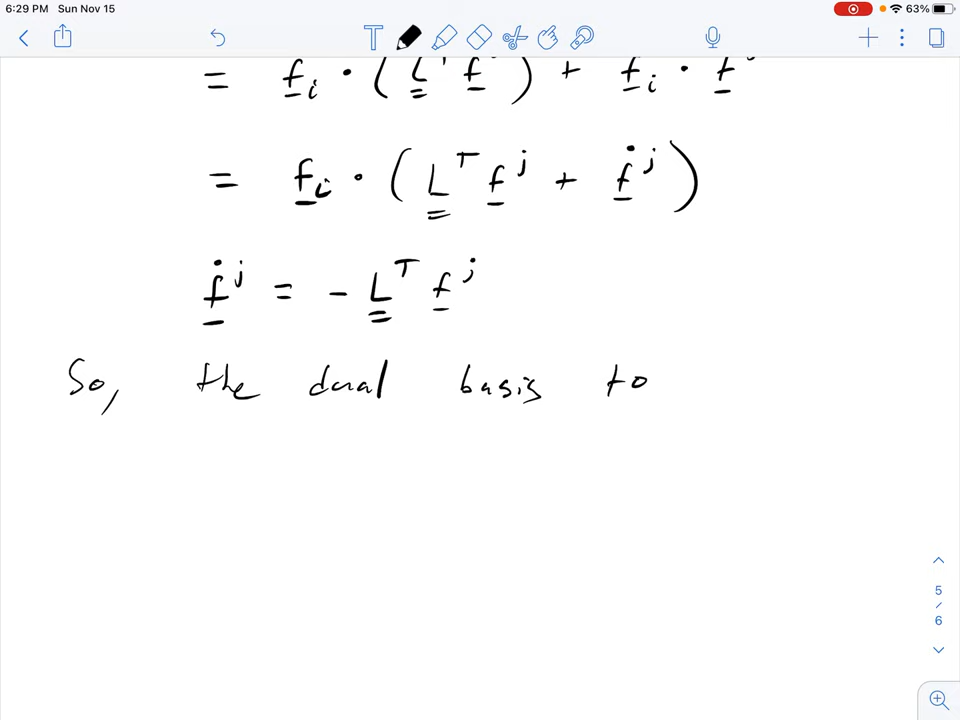 6:29 PM Sun Nov 15 63%
T
= f_i · (L^T f^j) + f_i · ḟ^j
= f_i · (L^T f^j + ḟ^j)
ḟ^j = - L^T f^j
So, the dual basis to
5
/
6